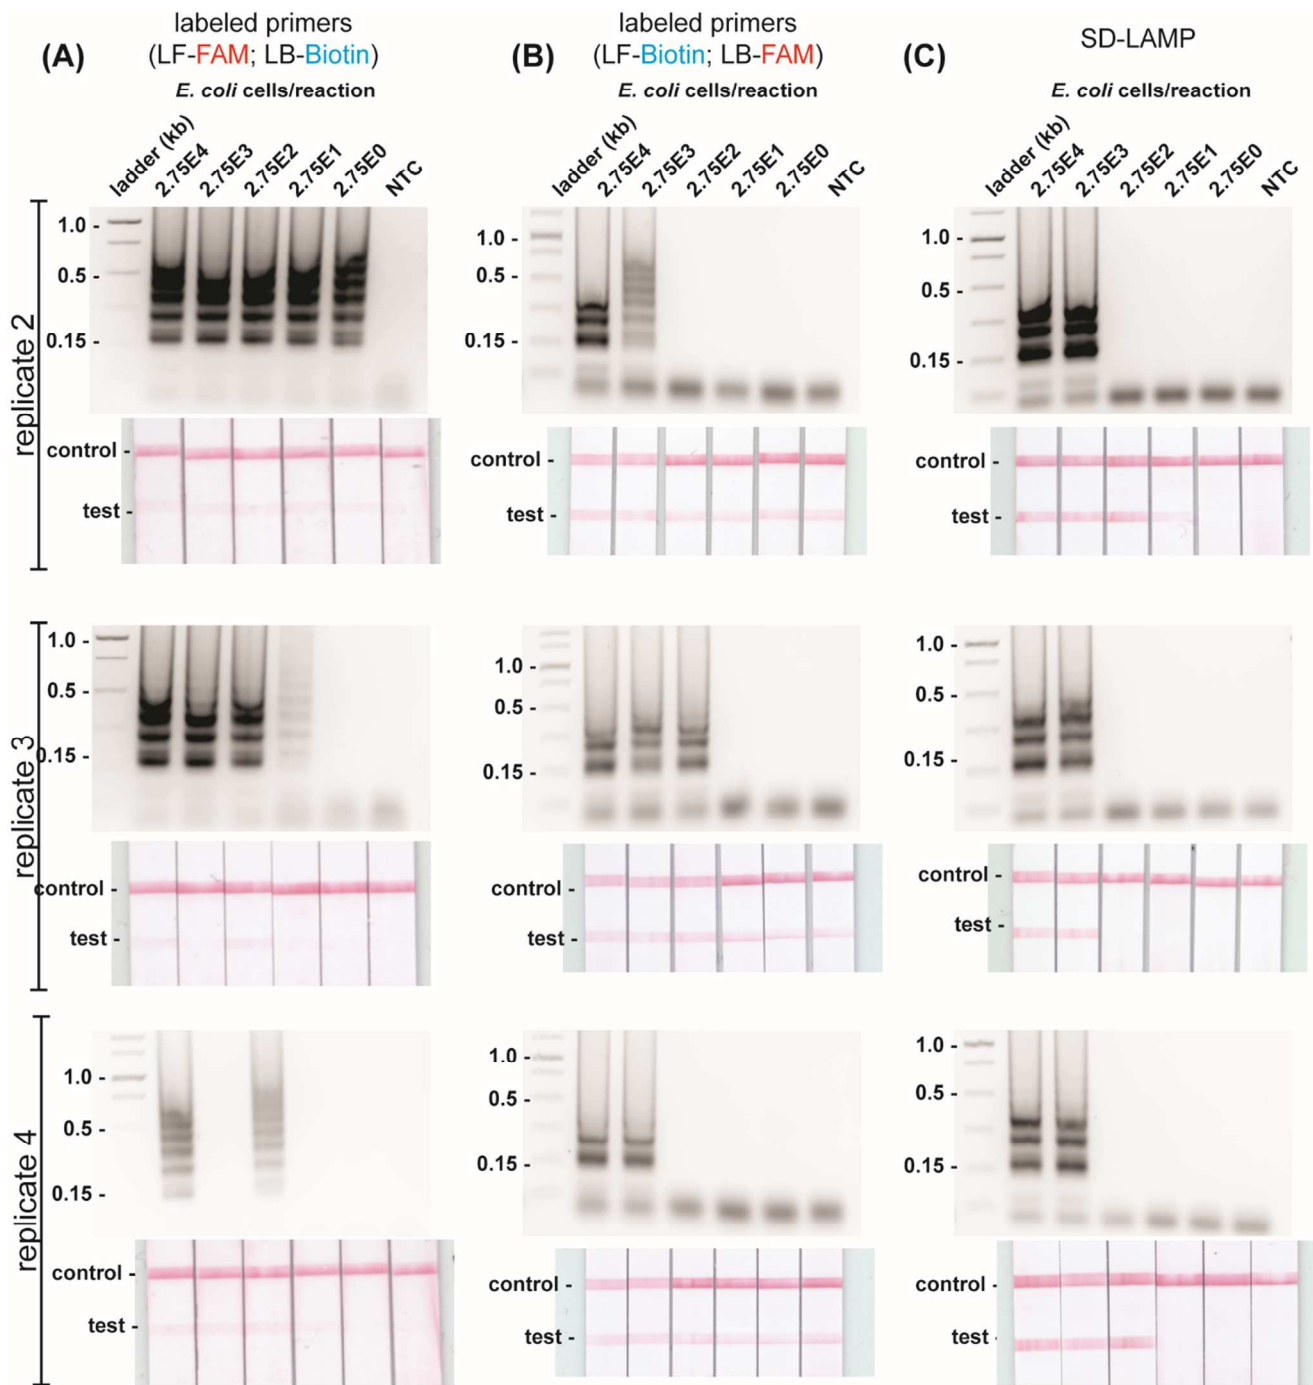 (A)
labeled primers
(LF-FAM; LB-Biotin)
E. coli cells/reaction
ladder (kb)
2.75E4
2.75E3
2.75E2
2.75E1
2.75E0
NTC
(B)
labeled primers
(LF-Biotin; LB-FAM)
E. coli cells/reaction
ladder (kb)
2.75E4
2.75E3
2.75E2
2.75E1
2.75E0
NTC
(C)
SD-LAMP
E. coli cells/reaction
ladder (kb)
2.75E4
2.75E3
2.75E2
2.75E1
2.75E0
NTC
replicate 2
1.0 -
0.5 -
0.15 -
control -
test -
1.0 -
0.5 -
0.15 -
control -
test -
1.0 -
0.5 -
0.15 -
control -
test -
replicate 3
1.0 -
0.5 -
0.15 -
control -
test -
1.0 -
0.5 -
0.15 -
control -
test -
1.0 -
0.5 -
0.15 -
control -
test -
replicate 4
1.0 -
0.5 -
0.15 -
control -
test -
1.0 -
0.5 -
0.15 -
control -
test -
1.0 -
0.5 -
0.15 -
control -
test -